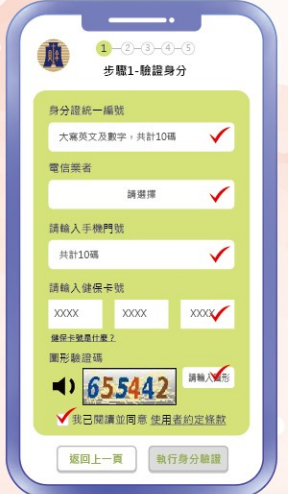 1-2-3-4-5
步驟1-驗證身分
身分證統一編號
大寫英文及數字，共計10碼
電信業者
請選擇
請輸入手機門號
共計10碼
請輸入健保卡號
XXXX XXXX XXXX
健保卡號是什麼？
圖形驗證碼
655442 請輸入圖形
我已閱讀並同意 使用者約定條款
返回上一頁 執行身分驗證